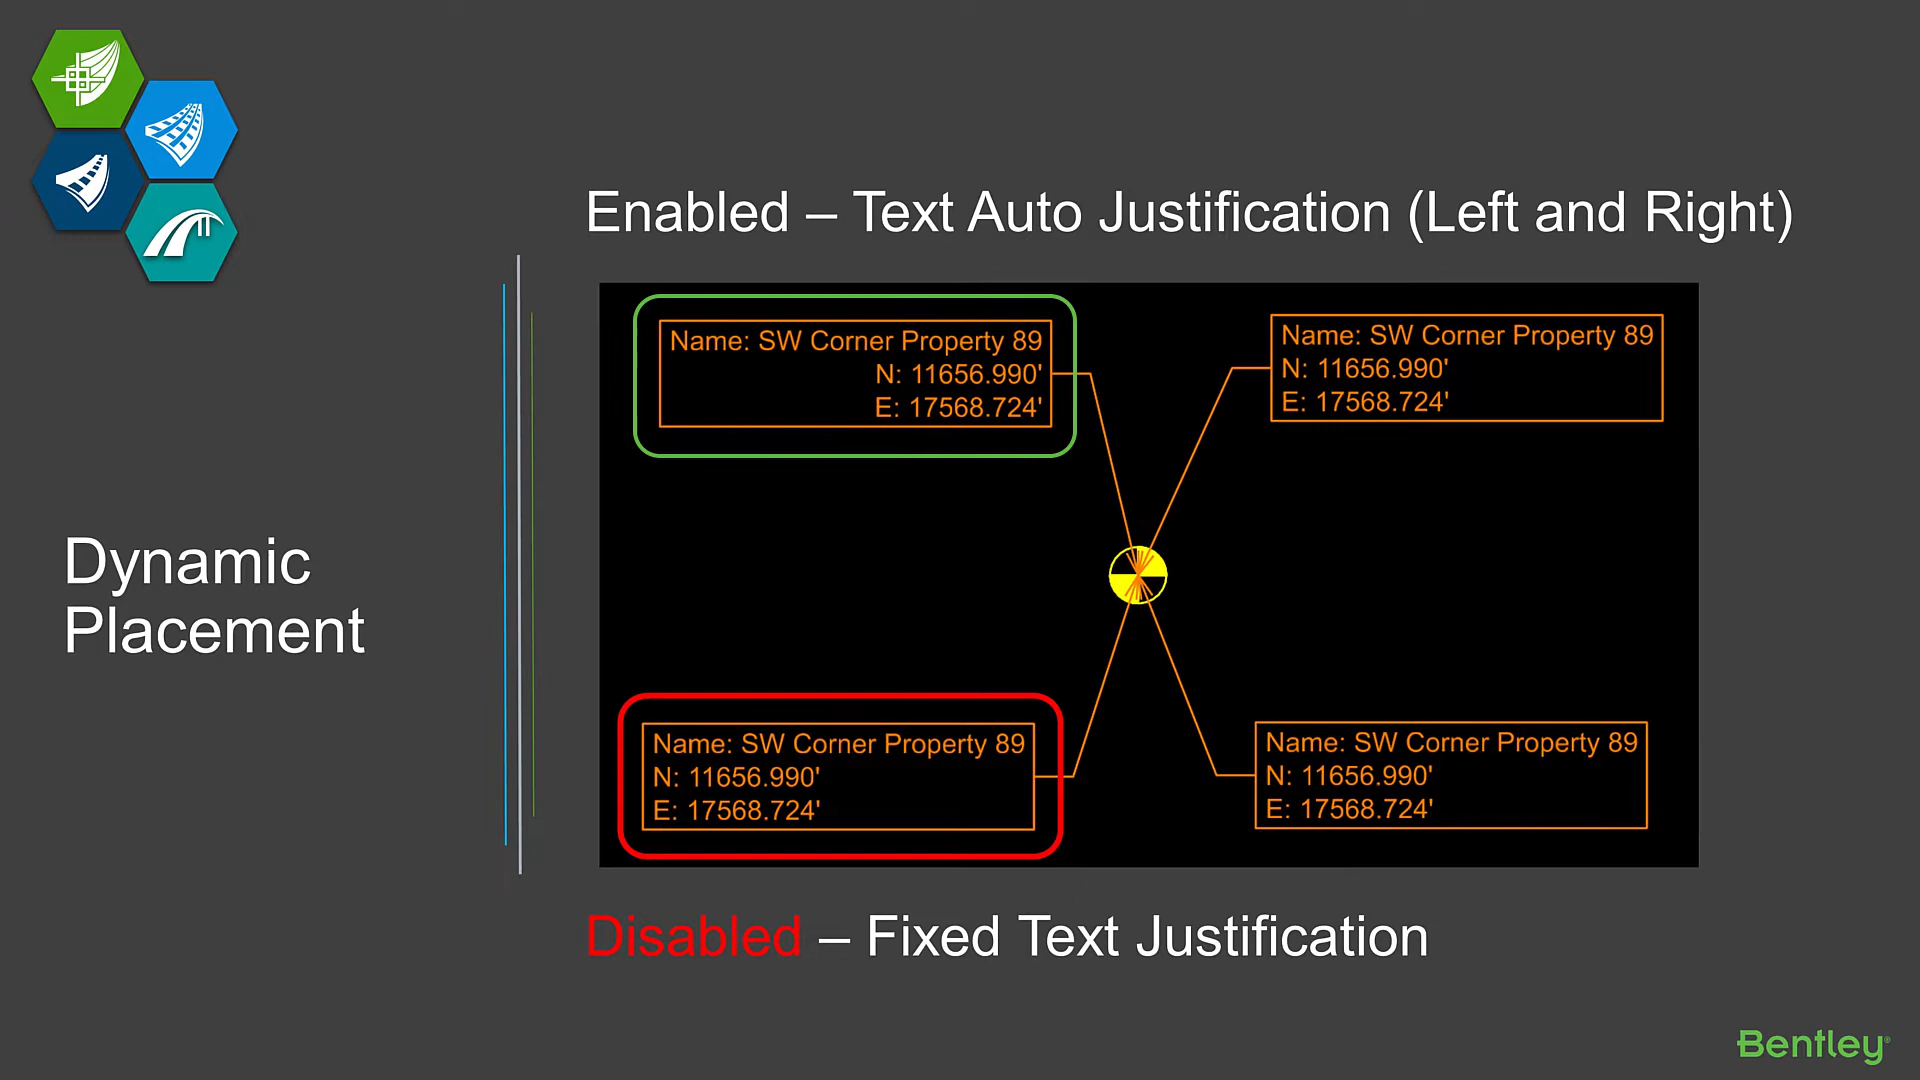 Enabled – Text Auto Justification (Left and Right)
Name: SW Corner Property 89
N: 11656.990'
E: 17568.724'
Name: SW Corner Property 89
N: 11656.990'
E: 17568.724'
Dynamic
Placement
Name: SW Corner Property 89
N: 11656.990'
E: 17568.724'
Name: SW Corner Property 89
N: 11656.990'
E: 17568.724'
Disabled – Fixed Text Justification
Bentley®